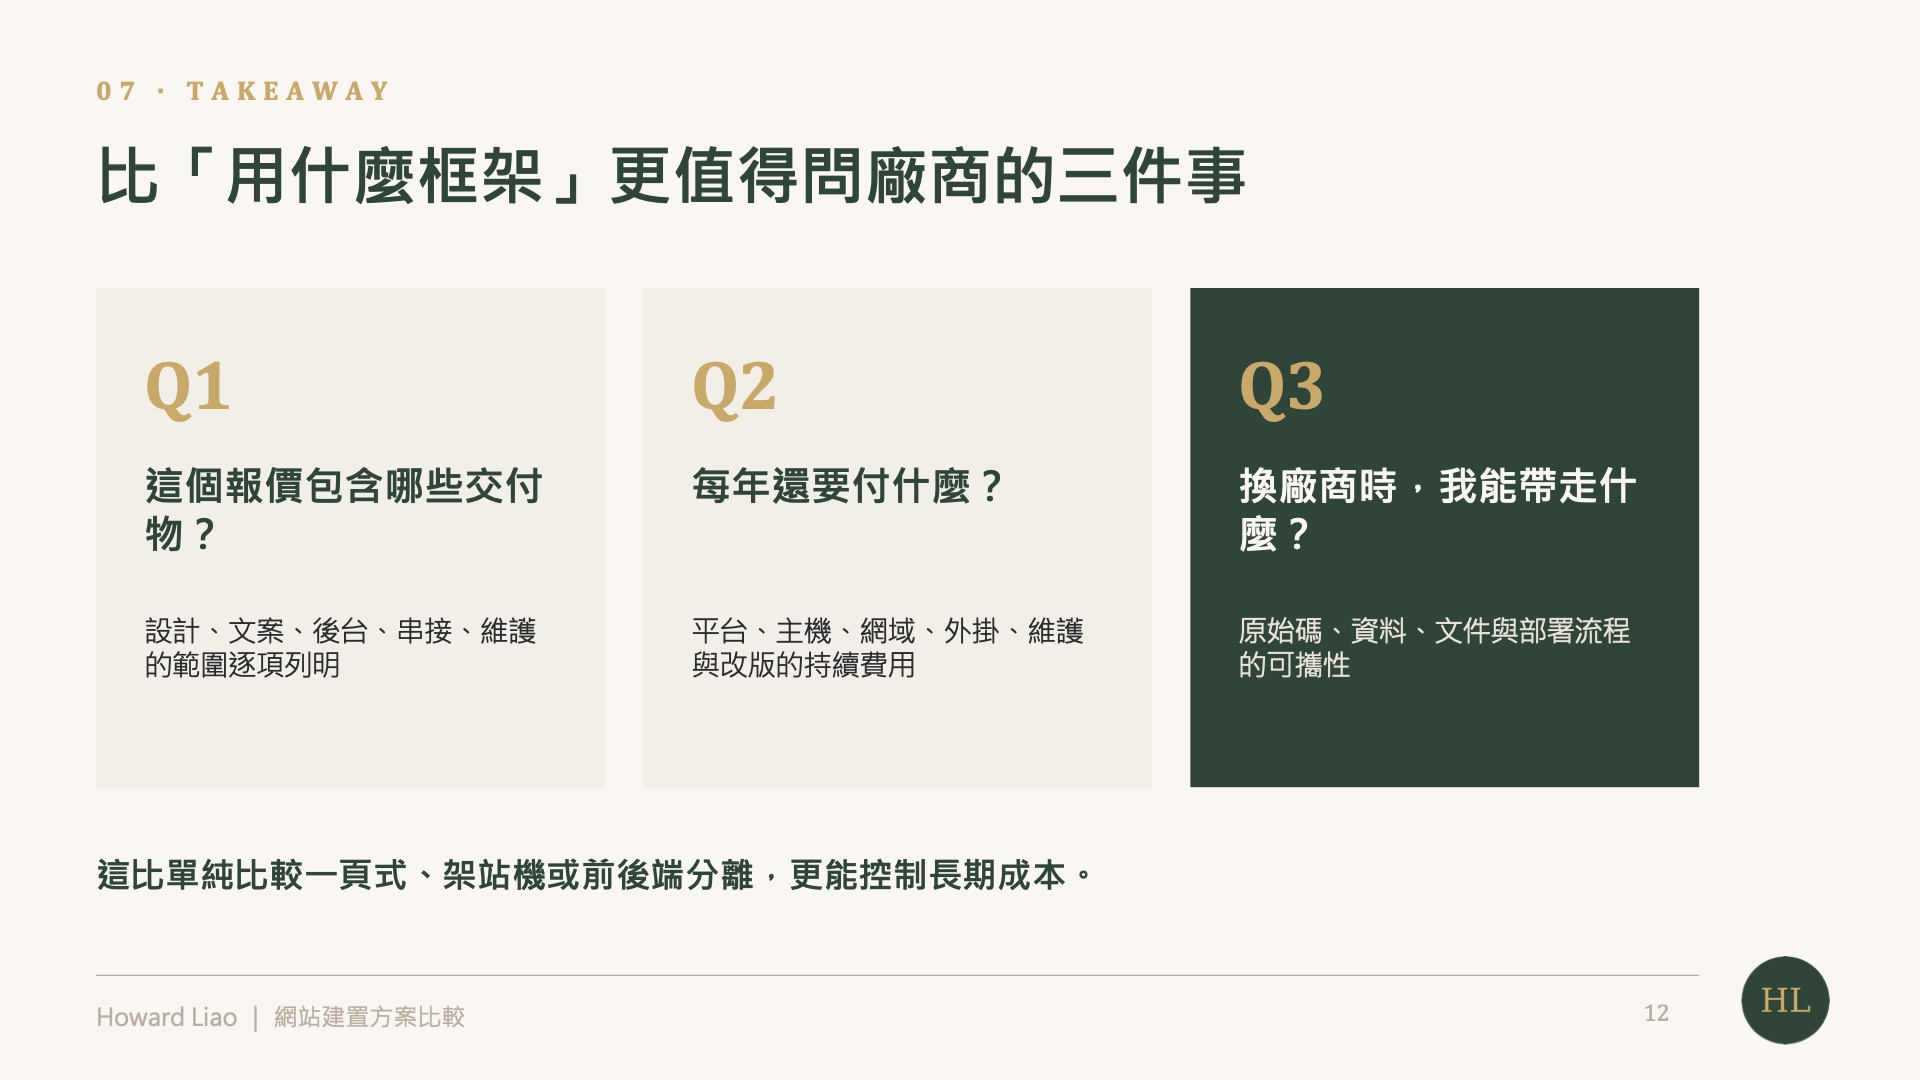 07 · TAKEAWAY
比「用什麼框架」更值得問廠商的三件事
Q1
這個報價包含哪些交付
物？
設計、文案、後台、串接、維護
的範圍逐項列明
Q2
每年還要付什麼？
平台、主機、網域、外掛、維護
與改版的持續費用
Q3
換廠商時，我能帶走什
麼？
原始碼、資料、文件與部署流程
的可攜性
這比單純比較一頁式、架站機或前後端分離，更能控制長期成本。
Howard Liao ｜ 網站建置方案比較
12
HL